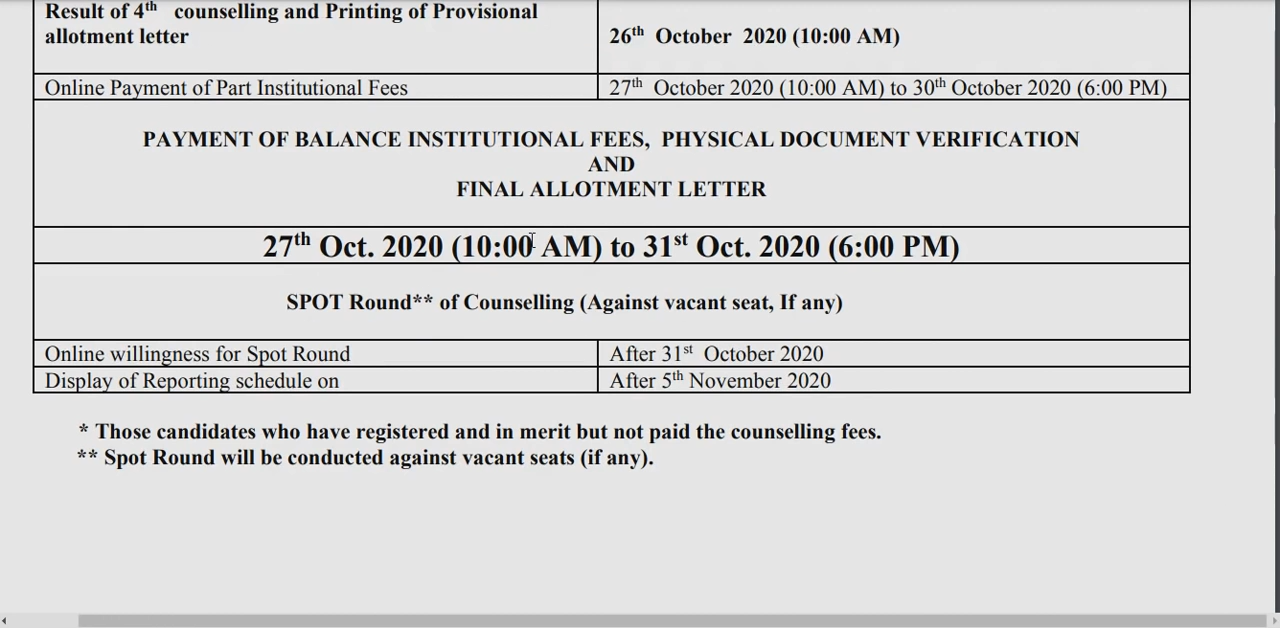 Result of 4th counselling and Printing of Provisional
allotment letter
26th October 2020 (10:00 AM)
Online Payment of Part Institutional Fees
27th October 2020 (10:00 AM) to 30th October 2020 (6:00 PM)
PAYMENT OF BALANCE INSTITUTIONAL FEES, PHYSICAL DOCUMENT VERIFICATION
AND
FINAL ALLOTMENT LETTER
27th Oct. 2020 (10:00 AM) to 31st Oct. 2020 (6:00 PM)
SPOT Round** of Counselling (Against vacant seat, If any)
Online willingness for Spot Round
After 31st October 2020
Display of Reporting schedule on
After 5th November 2020
* Those candidates who have registered and in merit but not paid the counselling fees.
** Spot Round will be conducted against vacant seats (if any).